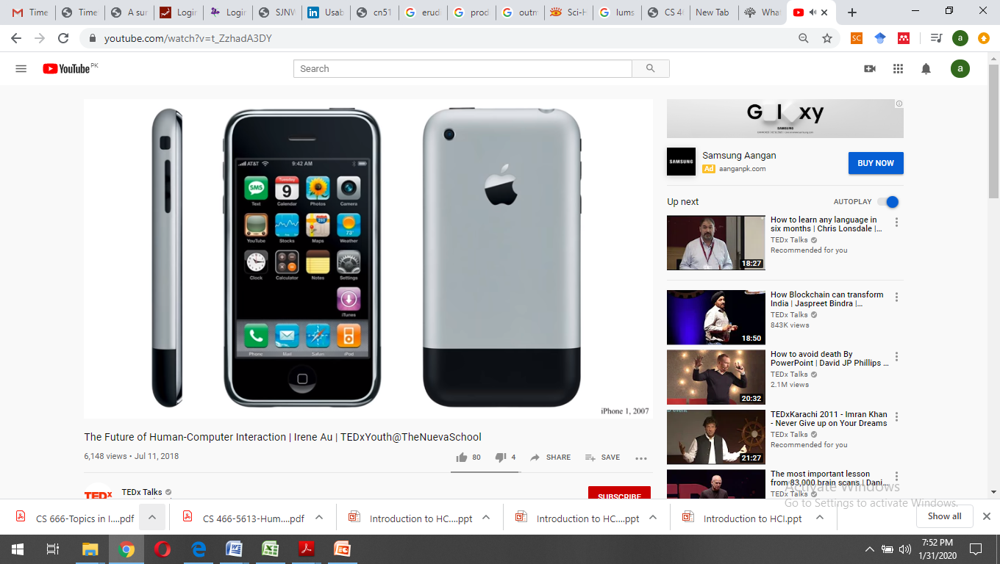 Time
Time
A sur
Login
Login
SJNW
Usab
cn51
erud
prod
outm
Sci-H
lums
CS 46
New Tab
What
youtube.com/watch?v=t_ZzhadA3DY
SC
a
YouTube PK
Search
a
AT&T 9:42 AM
SMS
Tuesday
9
280
73°
Text Calendar Photos Camera
YouTube Stocks Maps Weather
Clock Calculator Notes Settings
iTunes
Phone Mail Safari iPod
iPhone 1, 2007
The Future of Human-Computer Interaction | Irene Au | TEDxYouth@TheNuevaSchool
6,148 views • Jul 11, 2018
80
4
SHARE
SAVE
TEDx
TEDx Talks
SUBSCRIBE
SAMSUNG
SAMSUNG
Samsung Aangan
Ad aanganpk.com
BUY NOW
Up next
AUTOPLAY
18:27
How to learn any language in
six months | Chris Lonsdale |...
TEDx Talks
Recommended for you
18:50
How Blockchain can transform
India | Jaspreet Bindra |...
TEDx Talks
843K views
20:32
How to avoid death By
PowerPoint | David JP Phillips ...
TEDx Talks
2.1M views
21:27
TEDxKarachi 2011 - Imran Khan
- Never Give up on Your Dreams
TEDx Talks
Recommended for you
The most important lesson
from 83,000 brain scans | Dani...
TEDx Talks
Activate Windows
Go to Settings to activate Windows.
CS 666-Topics in I....pdf
CS 466-5613-Hum....pdf
Introduction to HC....ppt
Introduction to HC....ppt
Introduction to HCI.ppt
Show all
7:52 PM
1/31/2020